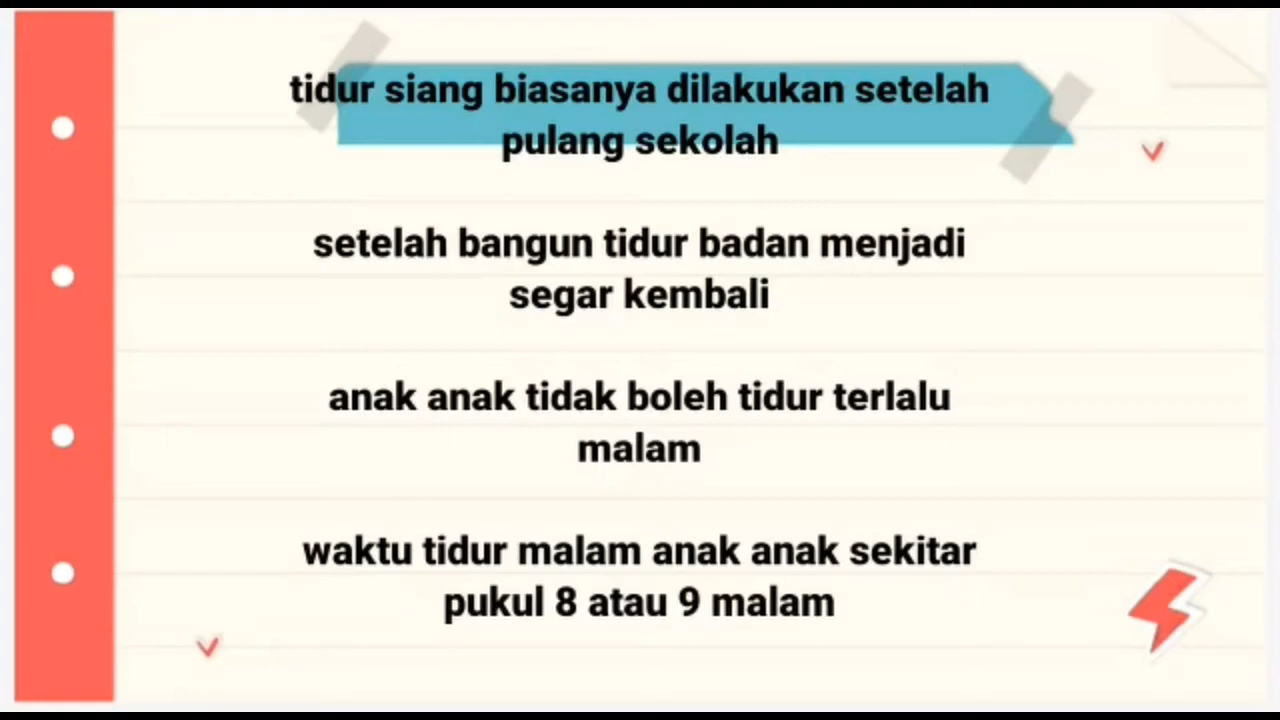 tidur siang biasanya dilakukan setelah
pulang sekolah
setelah bangun tidur badan menjadi
segar kembali
anak anak tidak boleh tidur terlalu
malam
waktu tidur malam anak anak sekitar
pukul 8 atau 9 malam